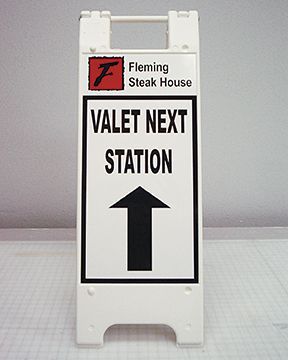 F
Fleming
Steak House
VALET NEXT
STATION